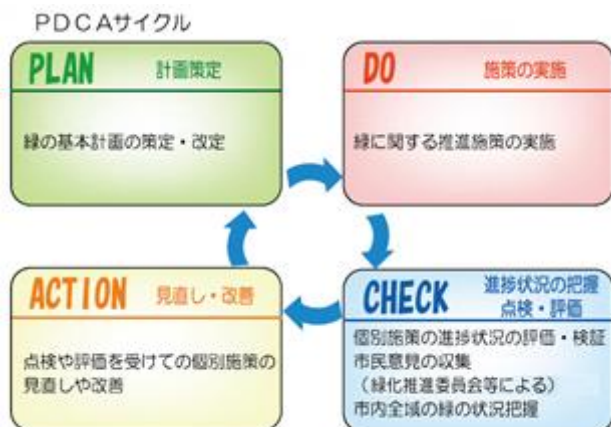 PDCAサイクル
PLAN 計画策定
緑の基本計画の策定・改定
DO 施策の実施
緑に関する推進施策の実施
ACTION 見直し・改善
点検や評価を受けての個別施策の
見直しや改善
CHECK 進捗状況の把握
点検・評価
個別施策の進捗状況の評価・検証
市民意見の収集
(緑化推進委員会等による)
市内全域の緑の状況把握